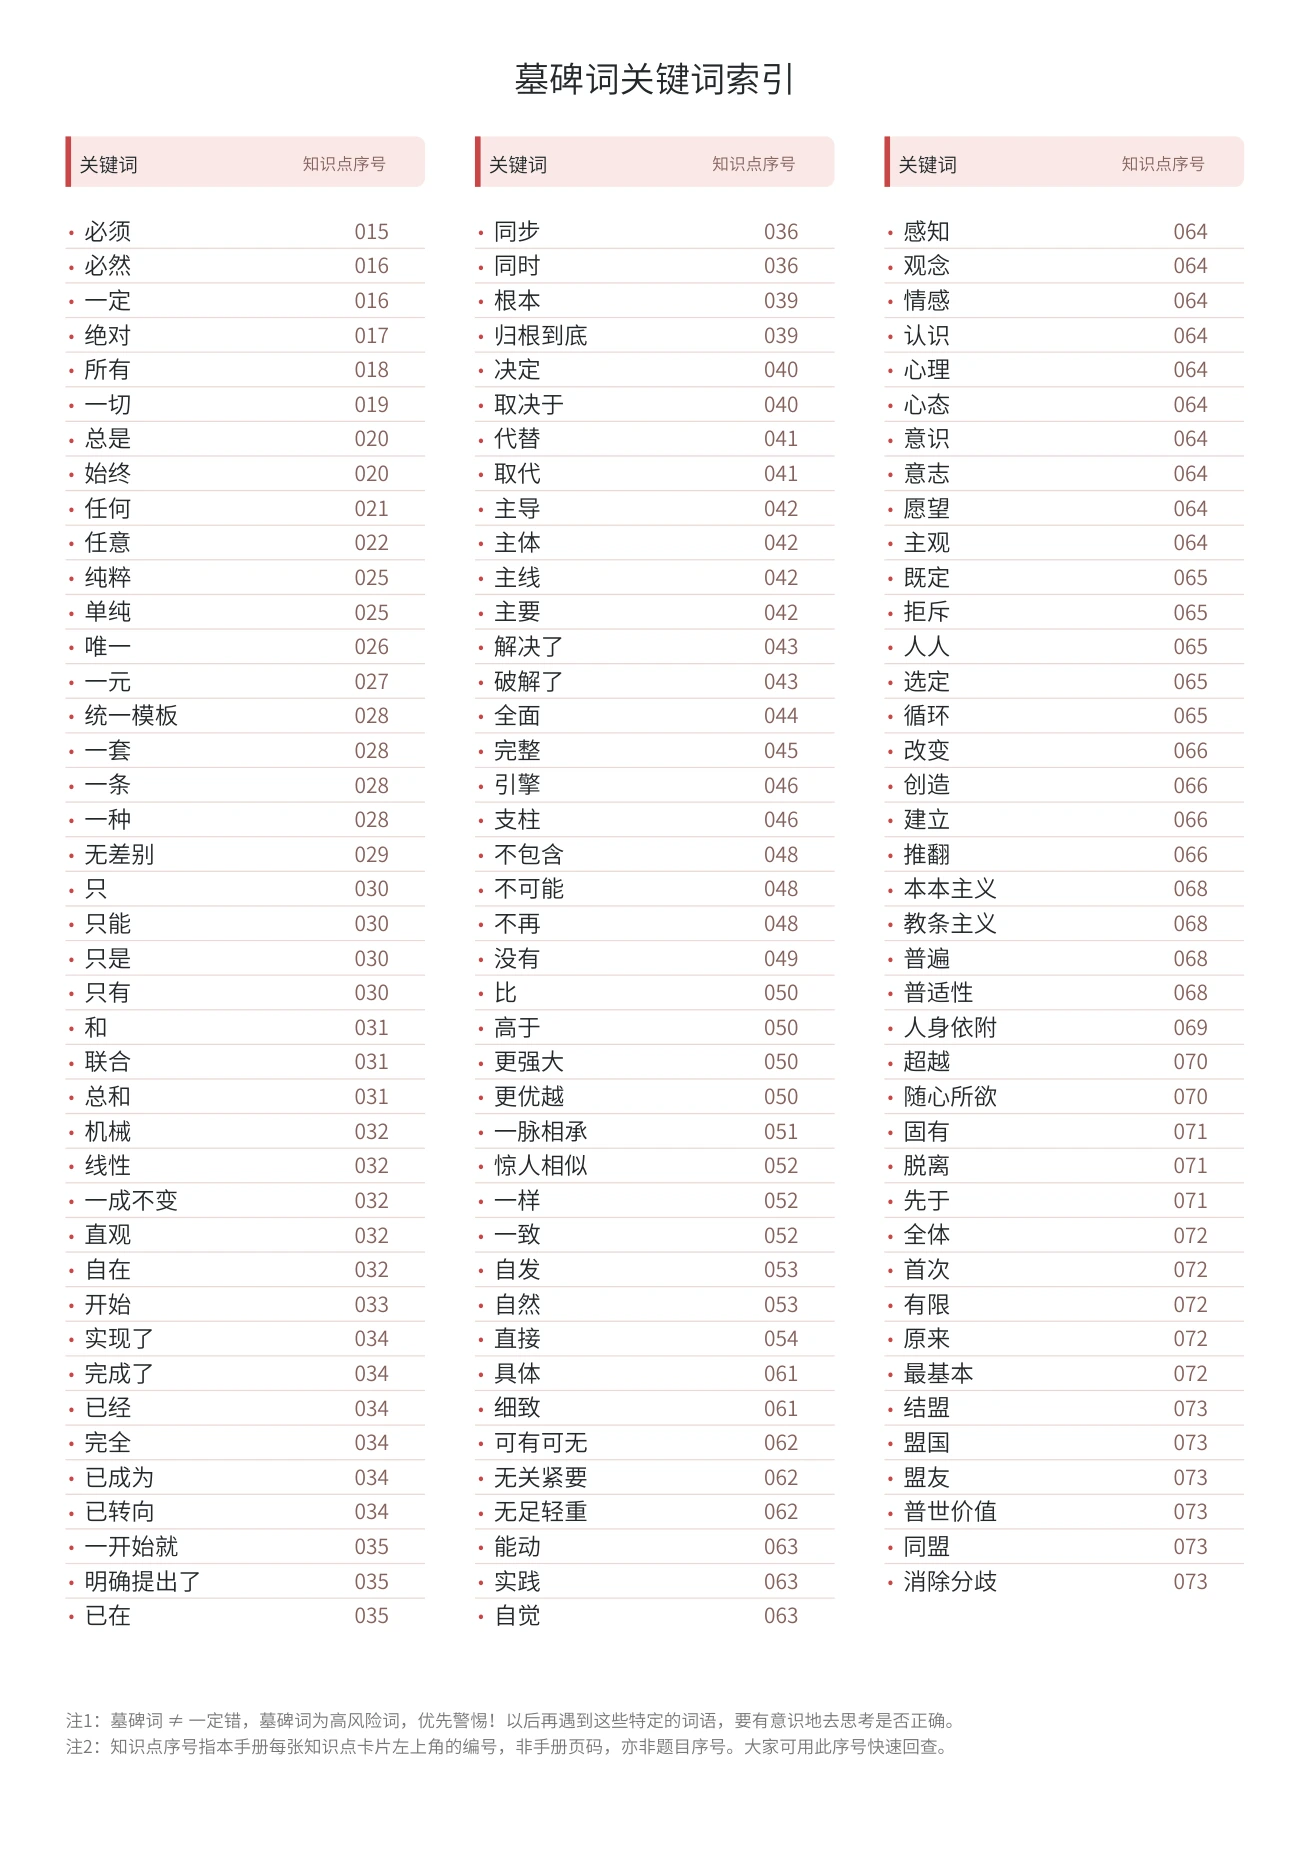 墓碑词关键词索引
关键词 知识点序号
必须 015
必然 016
一定 016
绝对 017
所有 018
一切 019
总是 020
始终 020
任何 021
任意 022
纯粹 025
单纯 025
唯一 026
一元 027
统一模板 028
一套 028
一条 028
一种 028
无差别 029
只 030
只能 030
只是 030
只有 030
和 031
联合 031
总和 031
机械 032
线性 032
一成不变 032
直观 032
自在 032
开始 033
实现了 034
完成了 034
已经 034
完全 034
已成为 034
已转向 034
一开始就 035
明确提出了 035
已在 035
关键词 知识点序号
同步 036
同时 036
根本 039
归根到底 039
决定 040
取决于 040
代替 041
取代 041
主导 042
主体 042
主线 042
主要 042
解决了 043
破解了 043
全面 044
完整 045
引擎 046
支柱 046
不包含 048
不可能 048
不再 048
没有 049
比 050
高于 050
更强大 050
更优越 050
一脉相承 051
惊人相似 052
一样 052
一致 052
自发 053
自然 053
直接 054
具体 061
细致 061
可有可无 062
无关紧要 062
无足轻重 062
能动 063
实践 063
自觉 063
关键词 知识点序号
感知 064
观念 064
情感 064
认识 064
心理 064
心态 064
意识 064
意志 064
愿望 064
主观 064
既定 065
拒斥 065
人人 065
选定 065
循环 065
改变 066
创造 066
建立 066
推翻 066
本本主义 068
教条主义 068
普遍 068
普适性 068
人身依附 069
超越 070
随心所欲 070
固有 071
脱离 071
先于 071
全体 072
首次 072
有限 072
原来 072
最基本 072
结盟 073
盟国 073
盟友 073
普世价值 073
同盟 073
消除分歧 073
注1：墓碑词 ≠ 一定错，墓碑词为高风险词，优先警惕！以后再遇到这些特定的词语，要有意识地去思考是否正确。
注2：知识点序号指本手册每张知识点卡片左上角的编号，非手册页码，亦非题目序号。大家可用此序号快速回查。